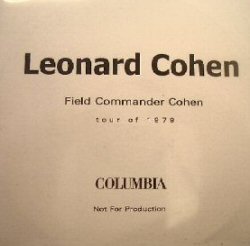 Leonard Cohen
Field Commander Cohen
tour of 1979
COLUMBIA
Not For Production